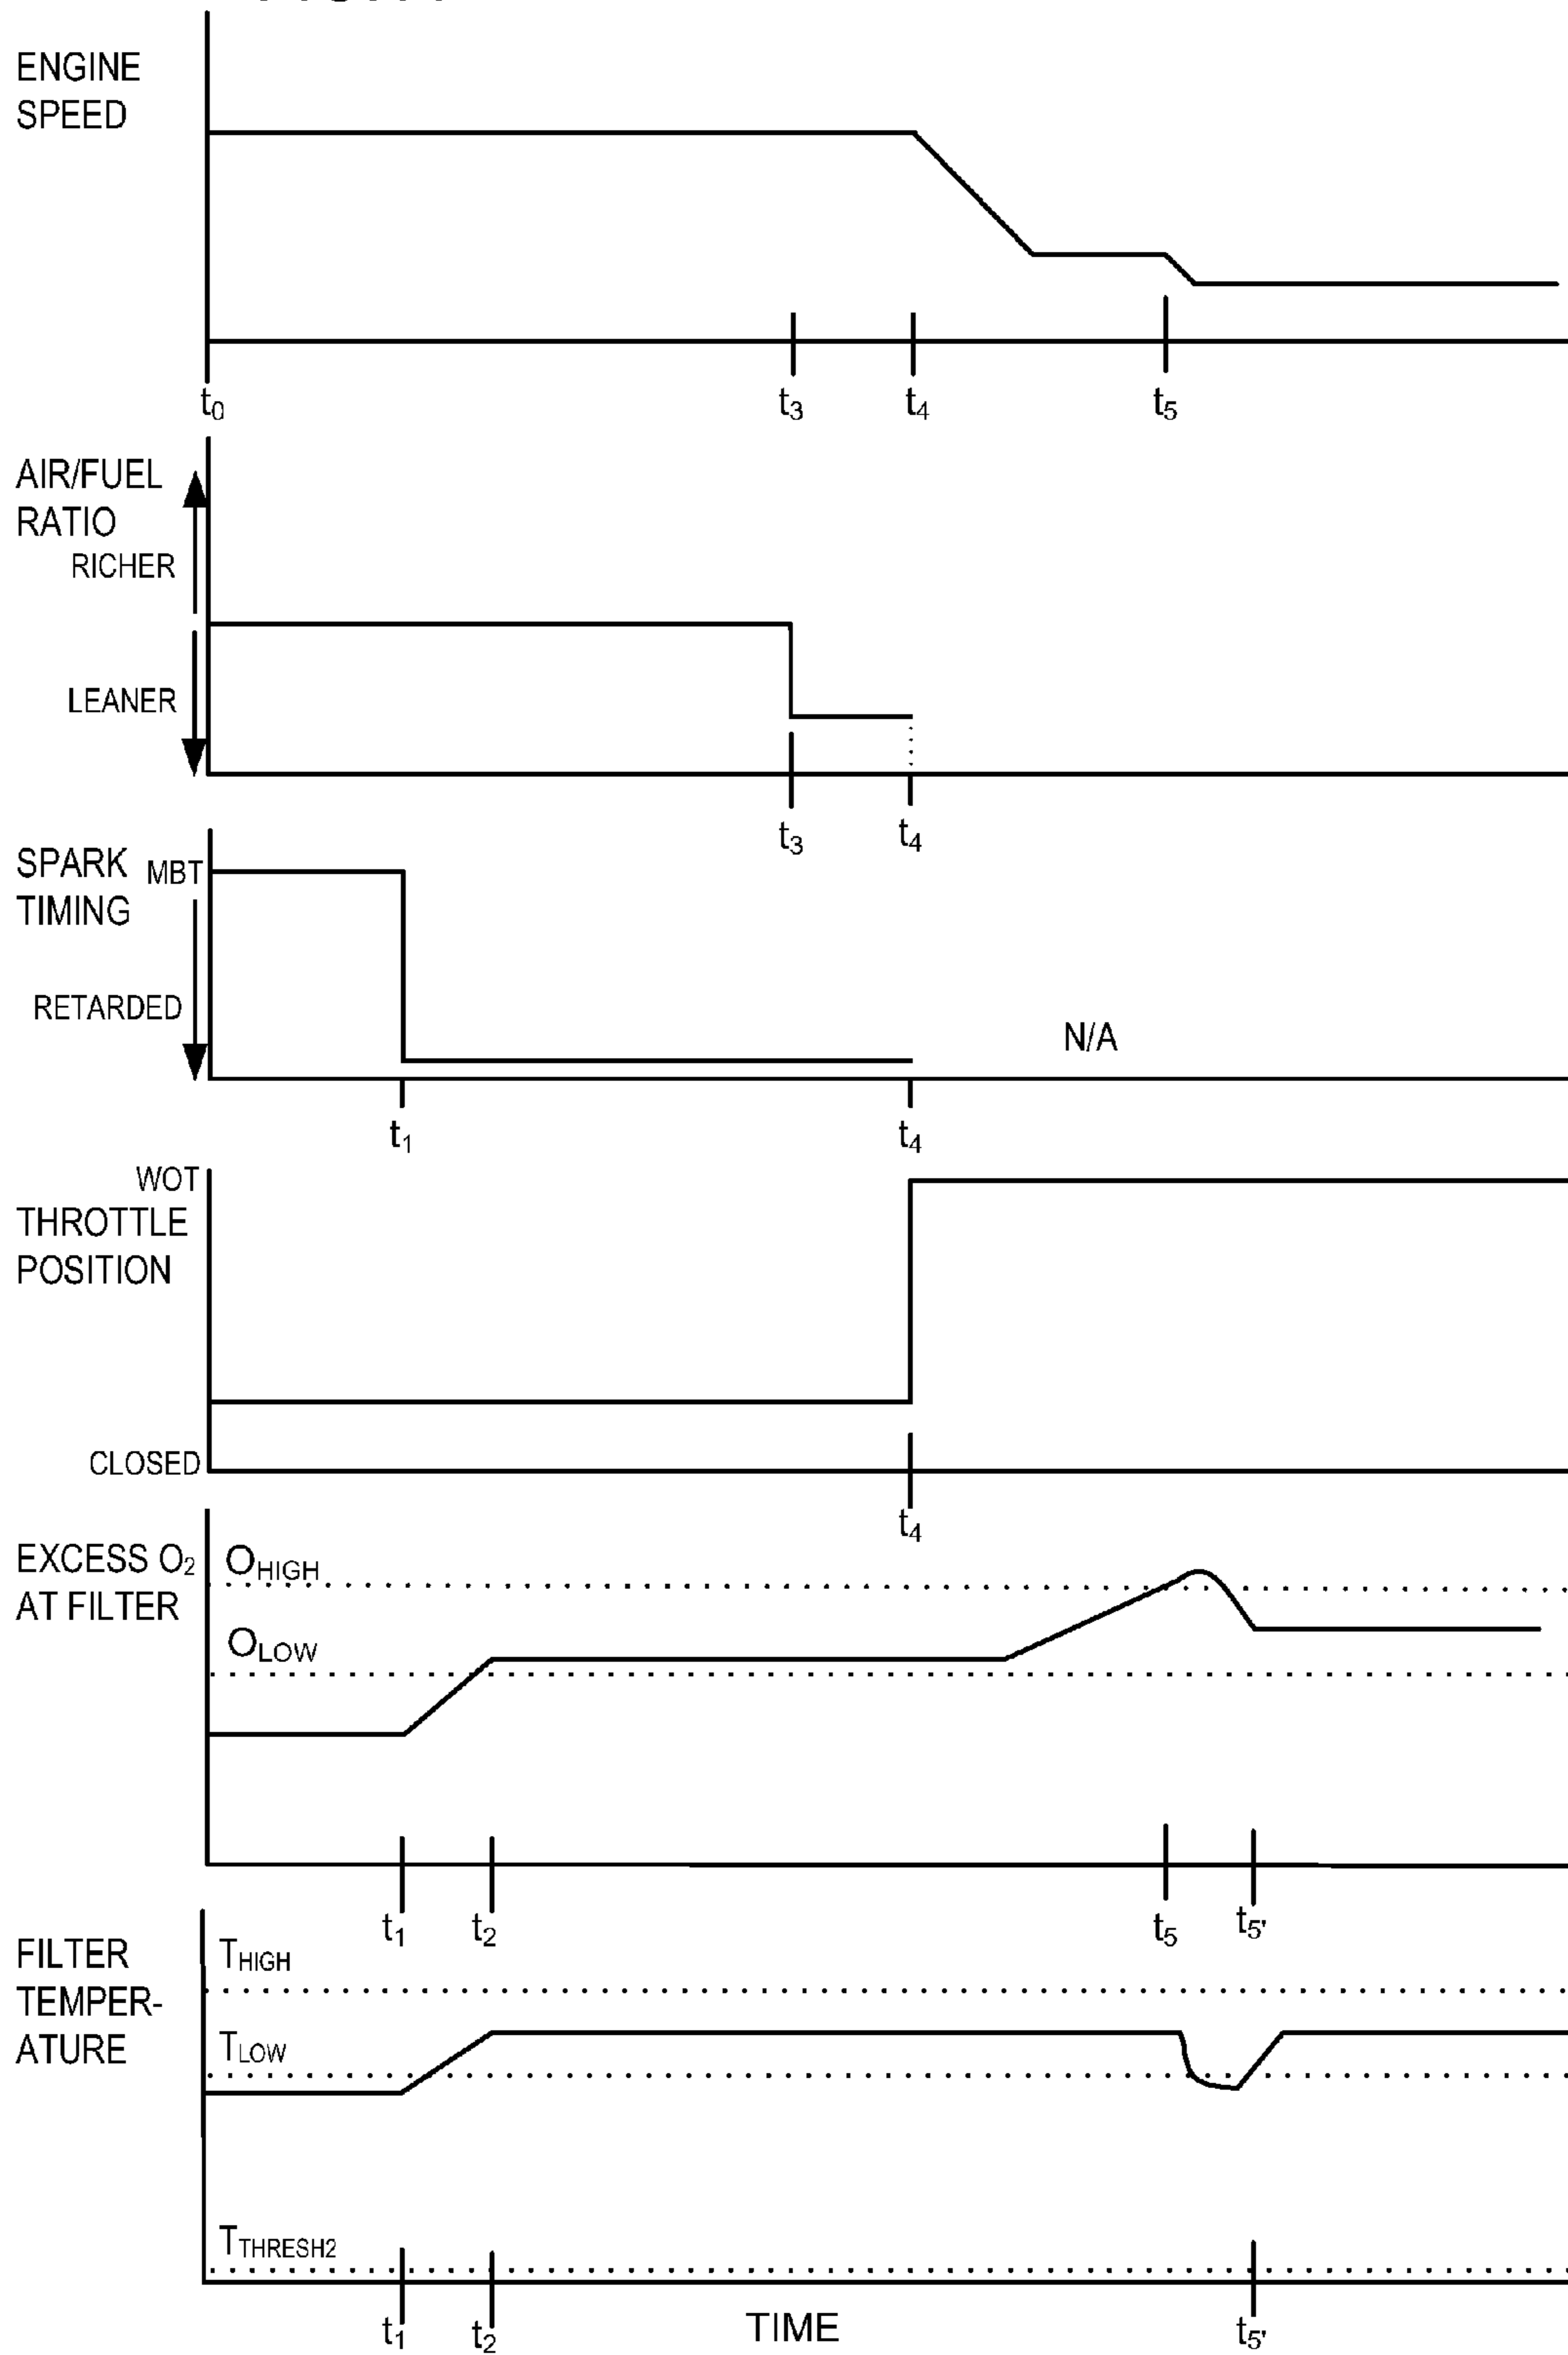 ENGINE
SPEED
t0 t3 t4 t5
AIR/FUEL
RATIO
RICHER
LEANER
t3 t4
SPARK MBT
TIMING
RETARDED
N/A
t1 t4
WOT
THROTTLE
POSITION
CLOSED
t4
EXCESS O2 OHIGH
AT FILTER
OLOW
t1 t2 t5 t5'
FILTER THIGH
TEMPER-
ATURE TLOW
TTHRESH2
t1 t2 TIME t5'